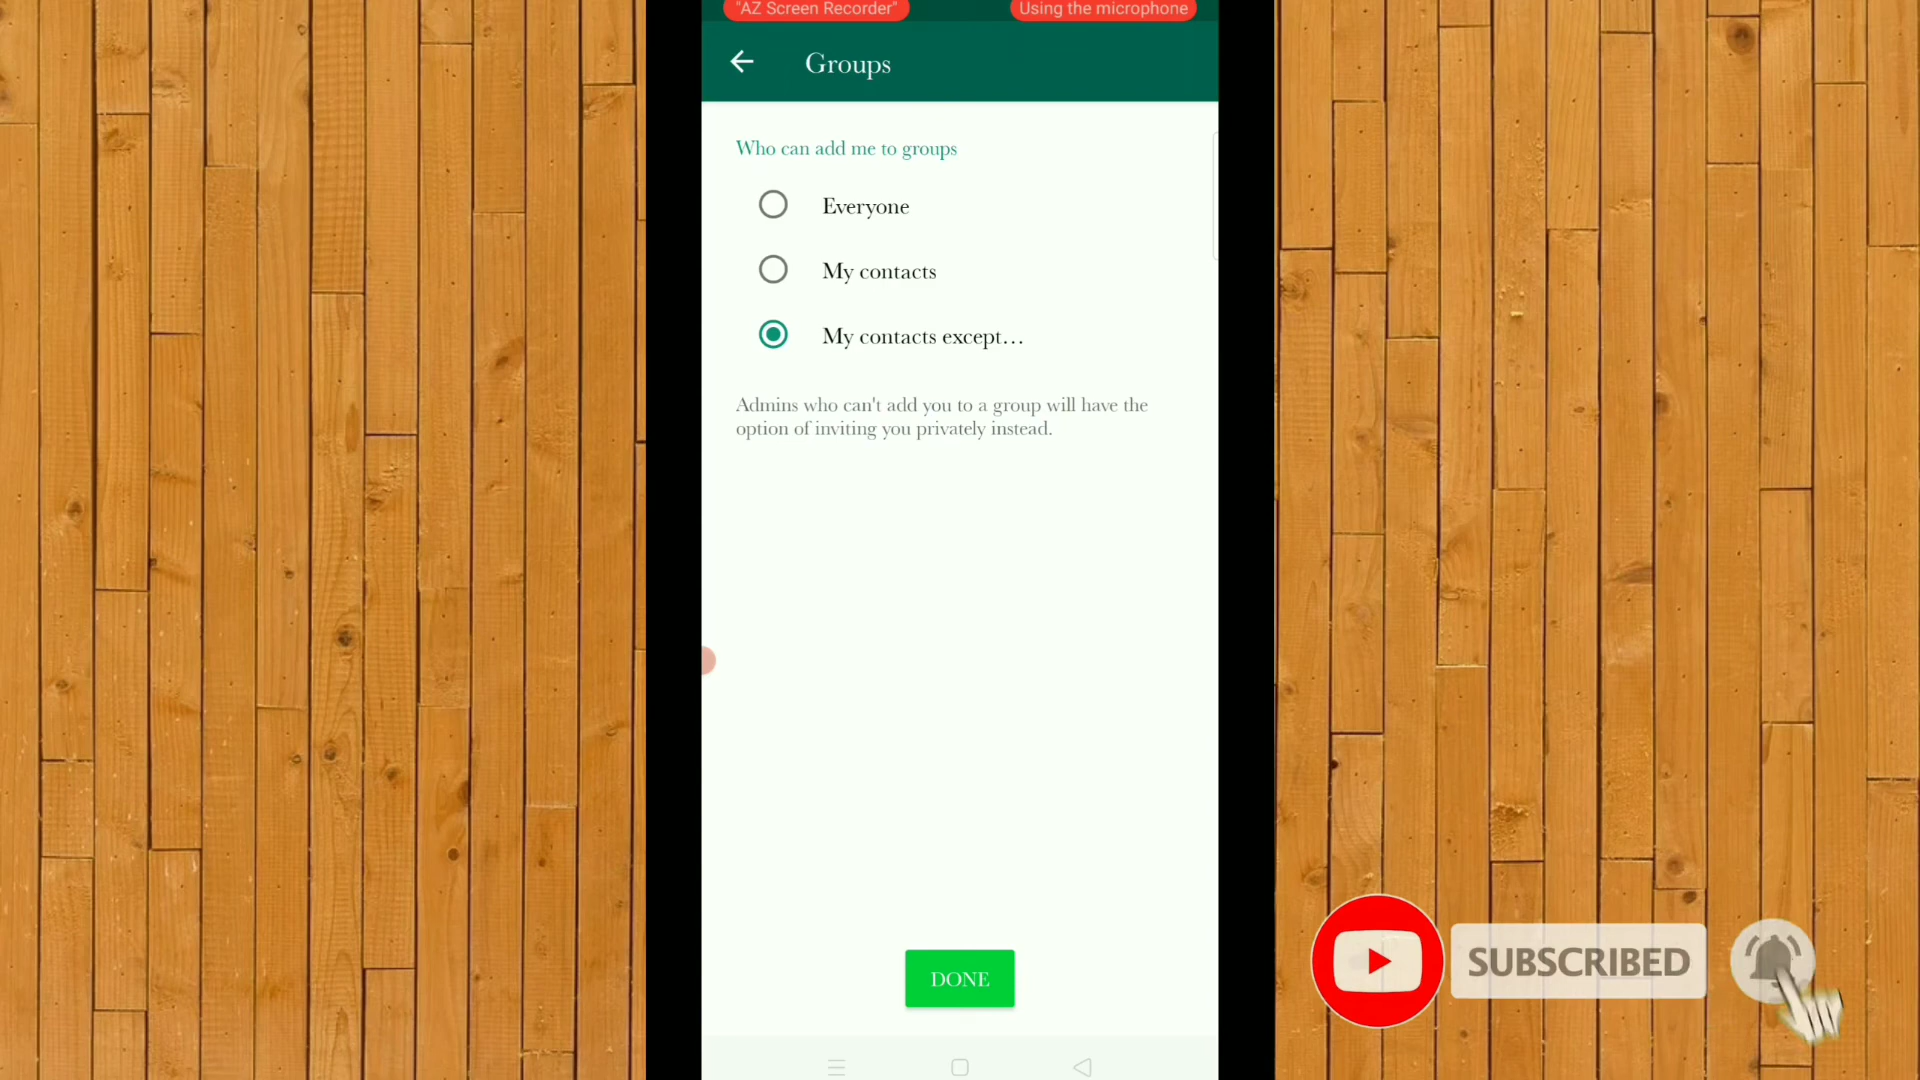 "AZ Screen Recorder"
Using the microphone
Groups
Who can add me to groups
Everyone
My contacts
My contacts except...
Admins who can't add you to a group will have the
option of inviting you privately instead.
DONE
SUBSCRIBED